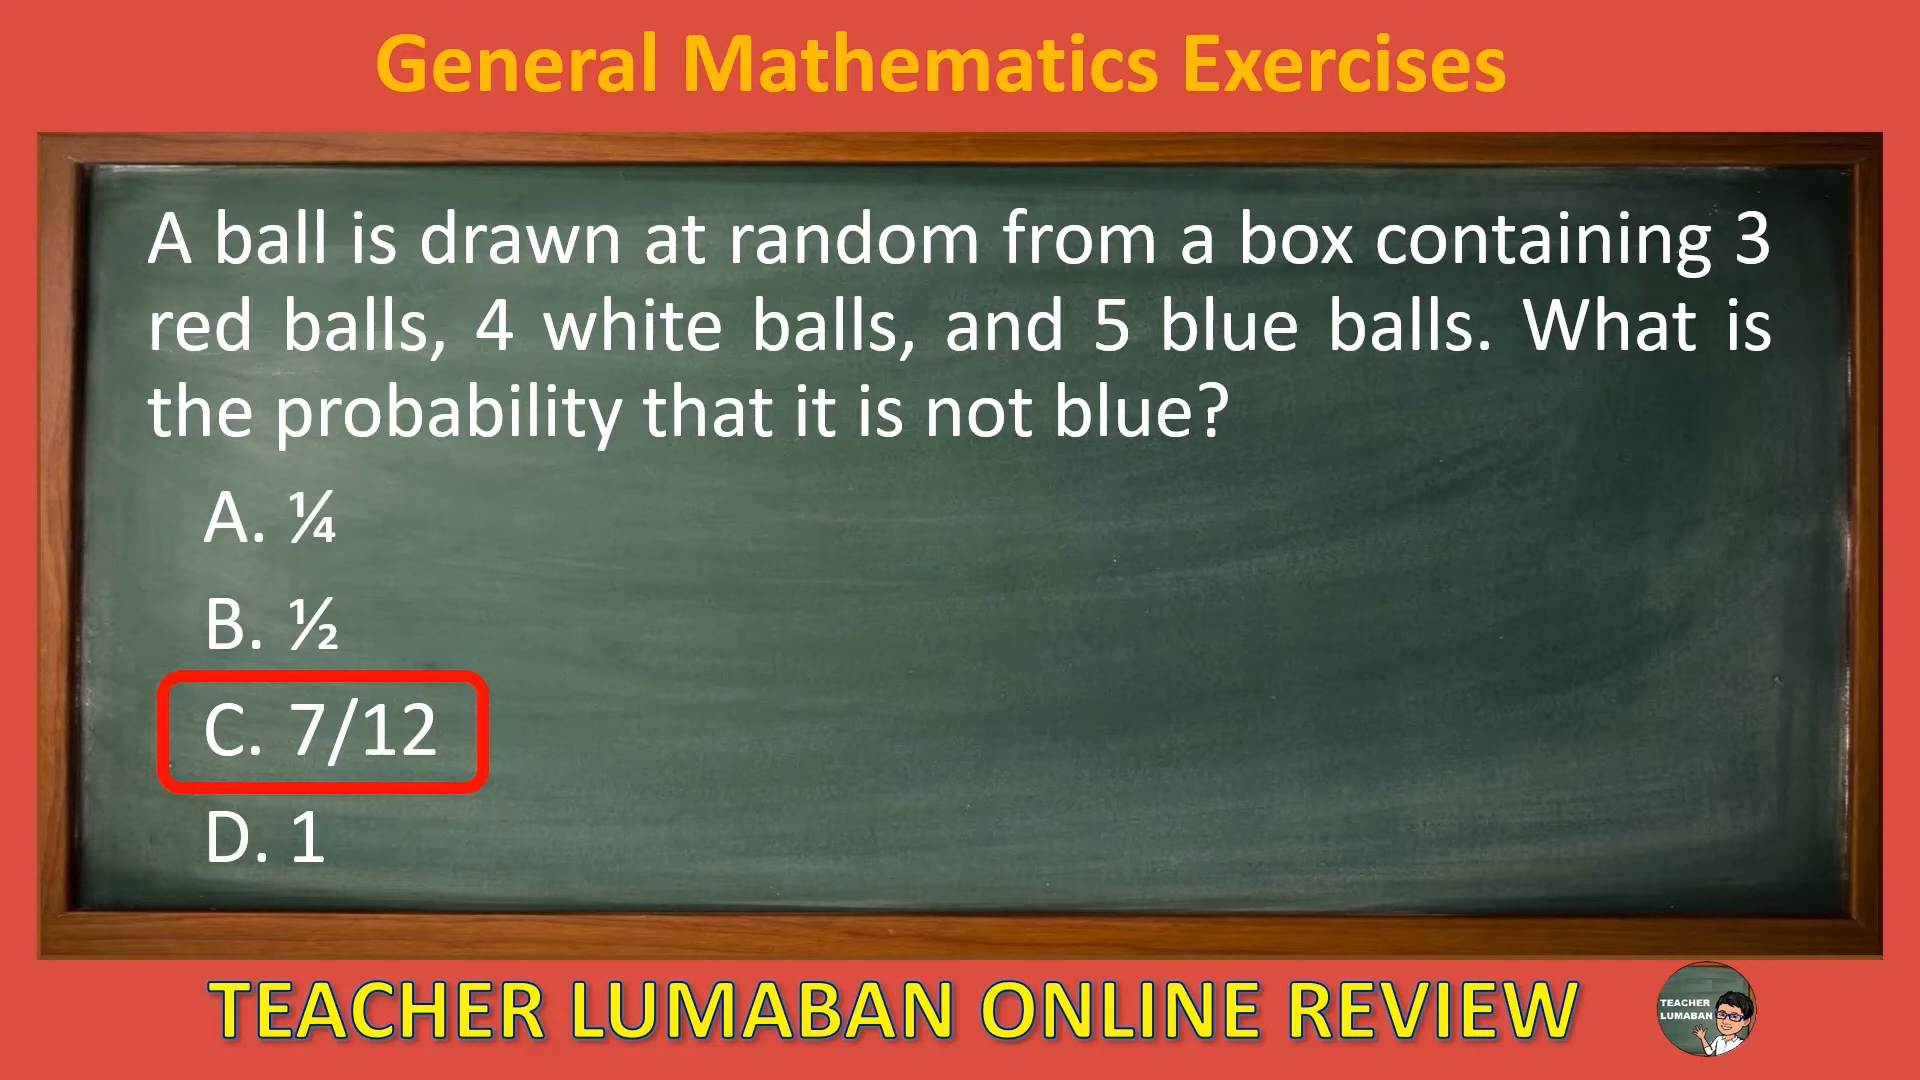 General Mathematics Exercises
A ball is drawn at random from a box containing 3
red balls, 4 white balls, and 5 blue balls. What is
the probability that it is not blue?
A. ¼
B. ½
C. 7/12
D. 1
TEACHER LUMABAN ONLINE REVIEW
TEACHER
LUMABAN